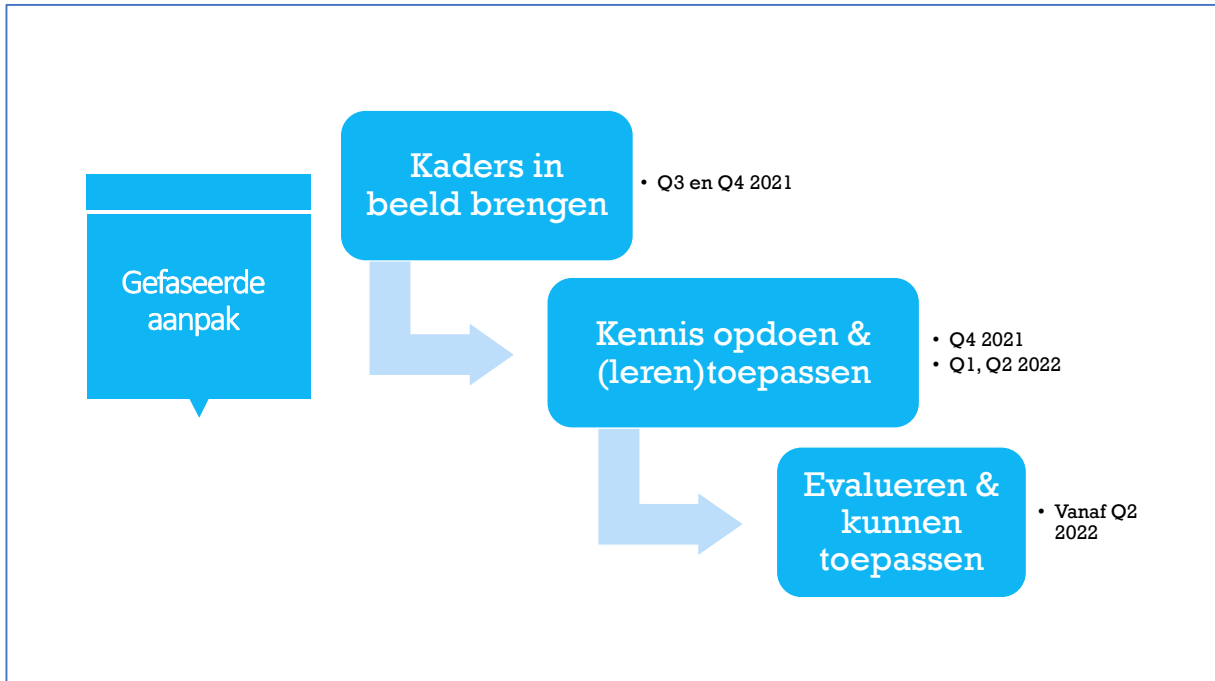 Gefaseerde
aanpak
Kaders in
beeld brengen
• Q3 en Q4 2021
Kennis opdoen &
(leren)toepassen
• Q4 2021
• Q1, Q2 2022
Evalueren &
kunnen
toepassen
• Vanaf Q2
2022